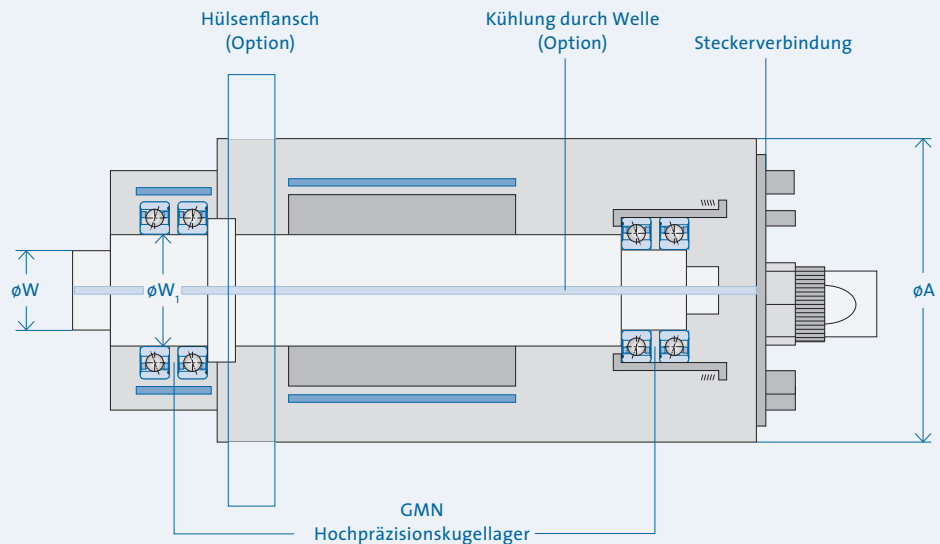 Hülsenflansch
(Option)
Kühlung durch Welle
(Option)
Steckerverbindung
øW
øW₁
øA
GMN
Hochpräzisionskugellager